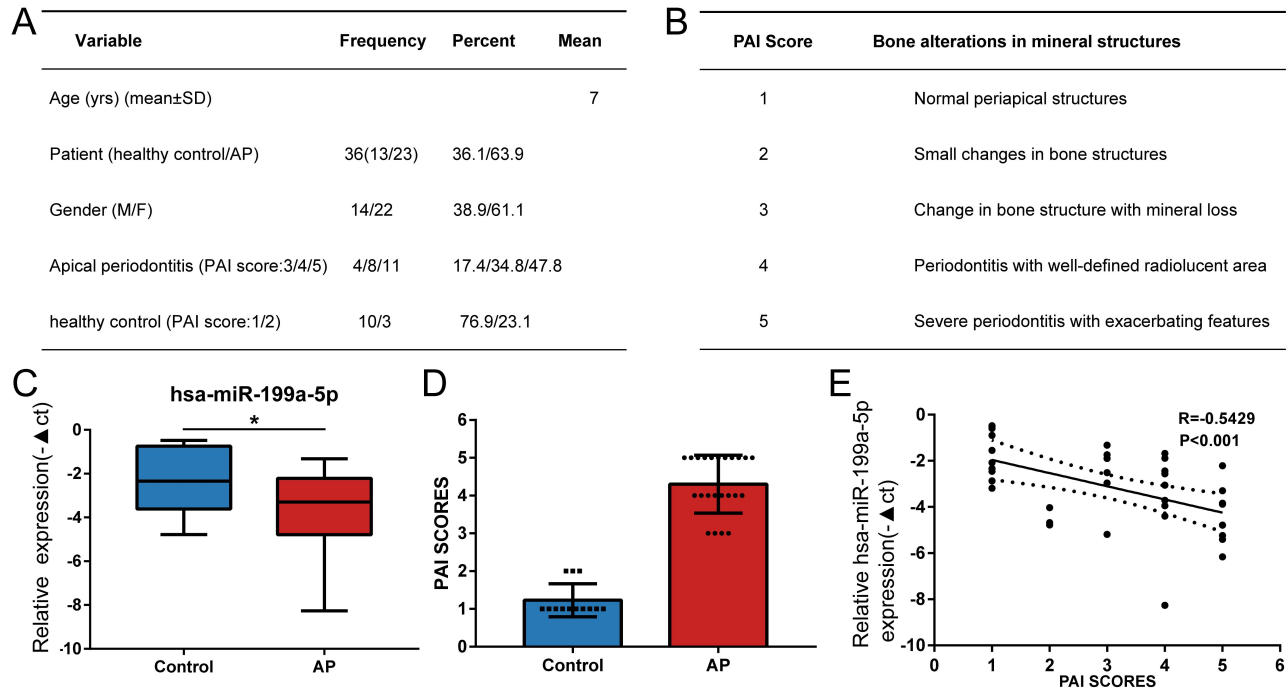 A
Variable Frequency Percent Mean
Age (yrs) (mean±SD) 7
Patient (healthy control/AP) 36(13/23) 36.1/63.9
Gender (M/F) 14/22 38.9/61.1
Apical periodontitis (PAI score:3/4/5) 4/8/11 17.4/34.8/47.8
healthy control (PAI score:1/2) 10/3 76.9/23.1
B
PAI Score Bone alterations in mineral structures
1 Normal periapical structures
2 Small changes in bone structures
3 Change in bone structure with mineral loss
4 Periodontitis with well-defined radiolucent area
5 Severe periodontitis with exacerbating features
C
hsa-miR-199a-5p
*
Relative expression(-▲ct)
0
-2
-4
-6
-8
-10
Control AP
D
PAI SCORES
6
5
4
3
2
1
0
Control AP
E
Relative hsa-miR-199a-5p
expression(-▲ct)
R=-0.5429
P<0.001
0
-2
-4
-6
-8
-10
0 1 2 3 4 5 6
PAI SCORES